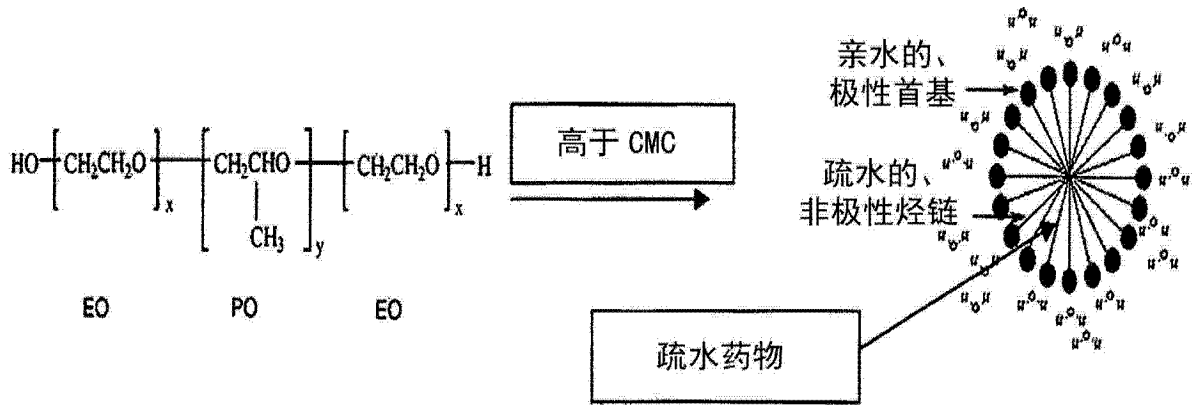 亲水的、
极性首基
高于 CMC
HO[CH₂CH₂O]x[CH₂CHO]y[CH₂CH₂O]x H
CH₃
疏水的、
非极性烃链
EO PO EO
疏水药物